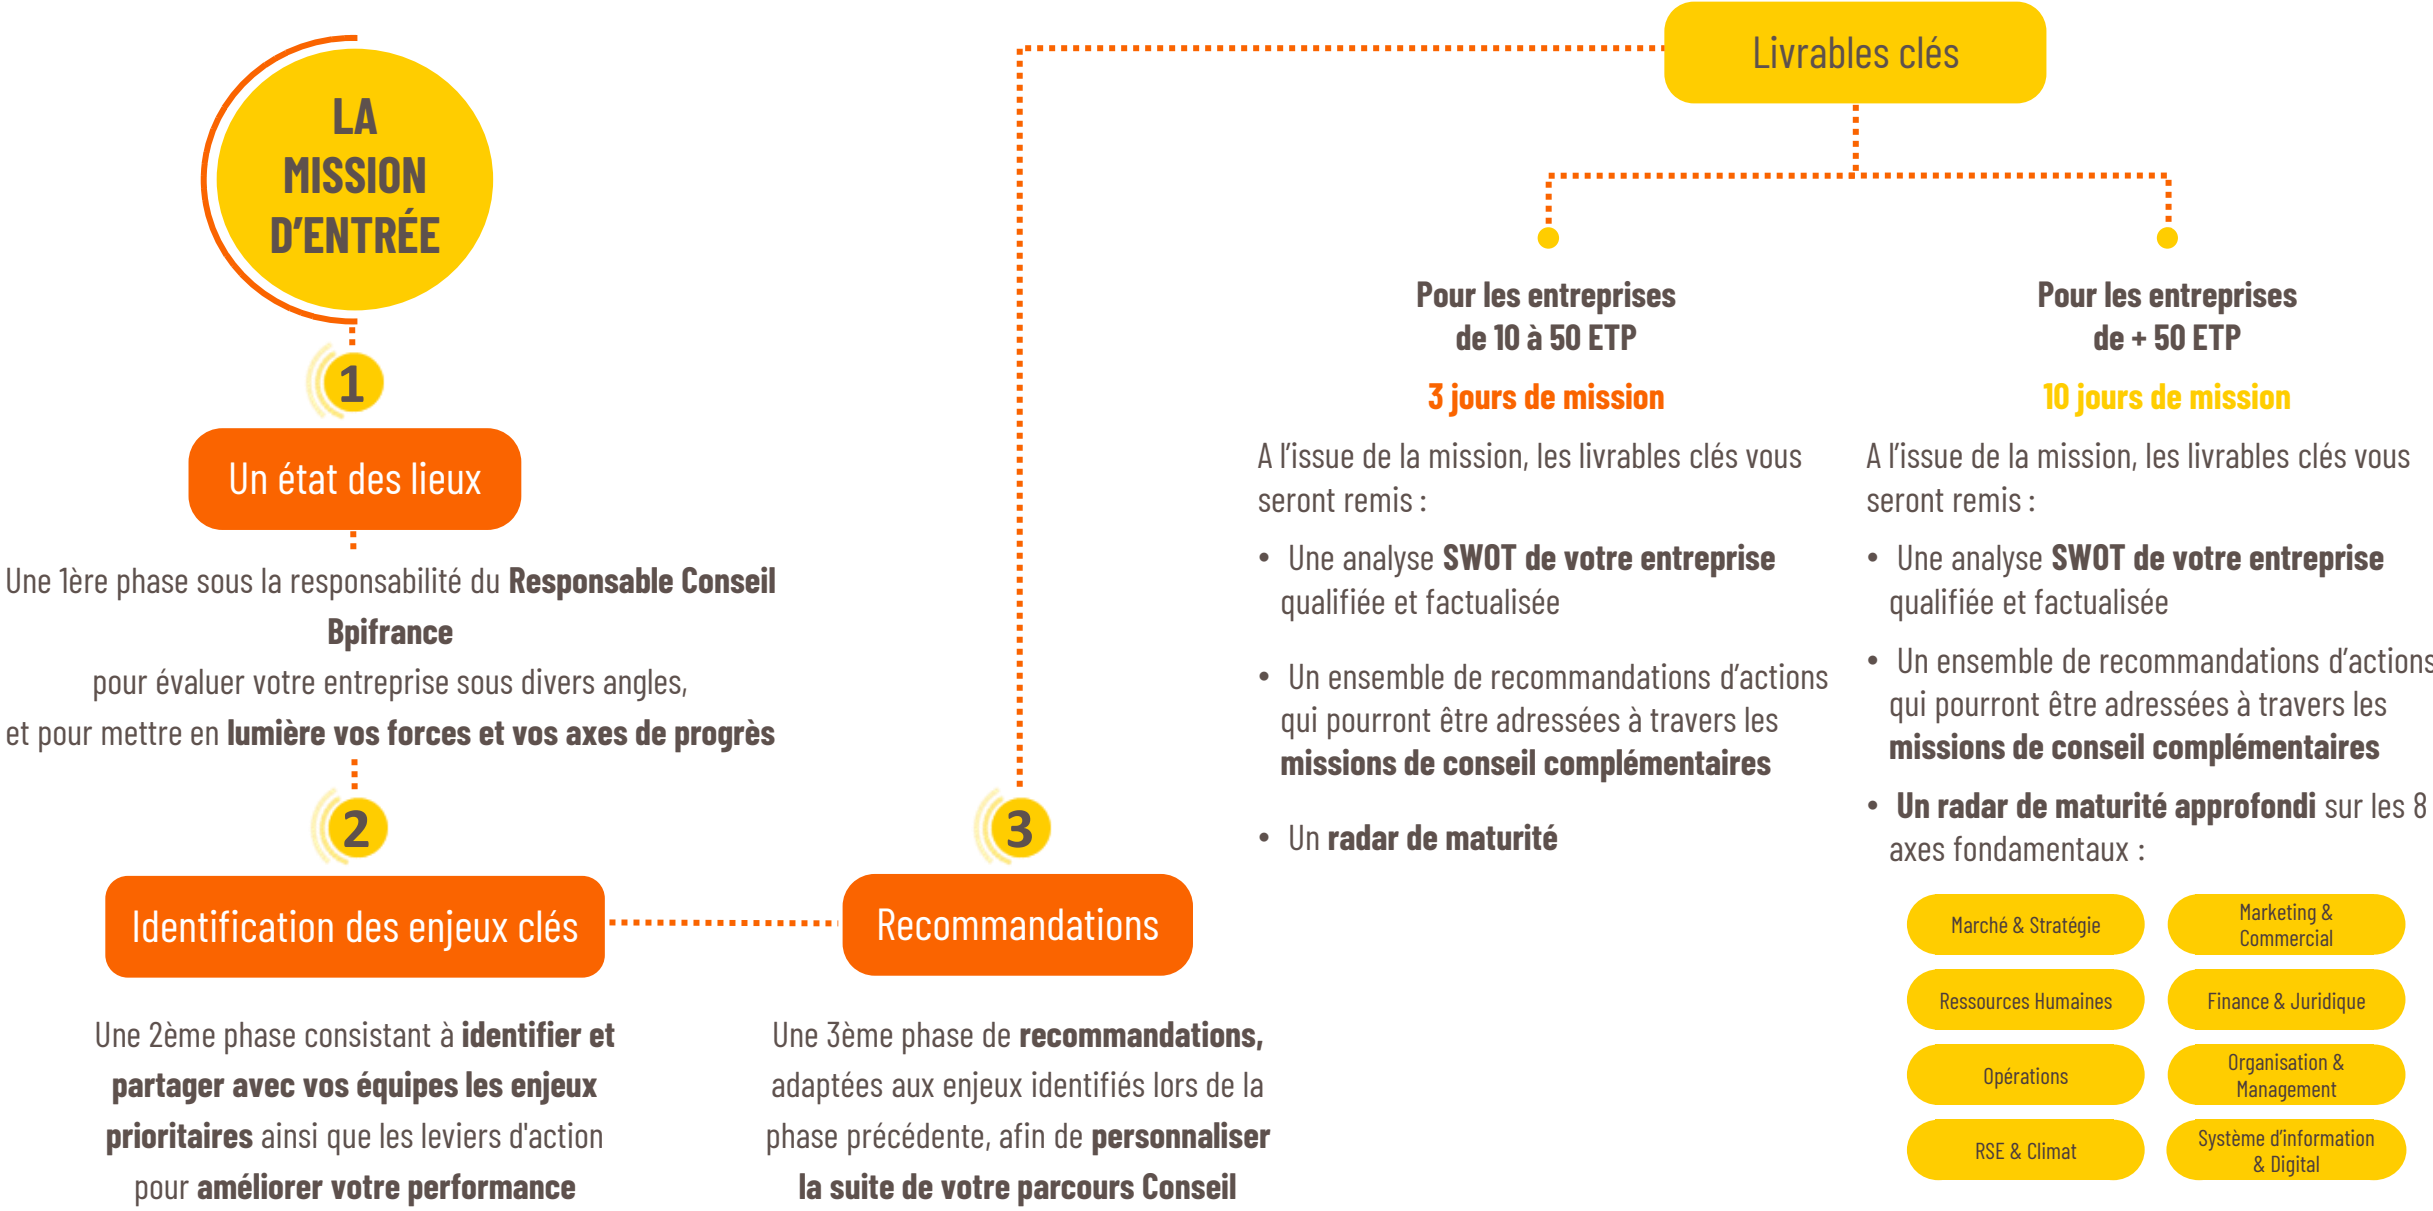 LA
MISSION
D'ENTRÉE
1
Un état des lieux
Une 1ère phase sous la responsabilité du Responsable Conseil
Bpifrance
pour évaluer votre entreprise sous divers angles,
et pour mettre en lumière vos forces et vos axes de progrès
2
Identification des enjeux clés
Une 2ème phase consistant à identifier et
partager avec vos équipes les enjeux
prioritaires ainsi que les leviers d'action
pour améliorer votre performance
3
Recommandations
Une 3ème phase de recommandations,
adaptées aux enjeux identifiés lors de la
phase précédente, afin de personnaliser
la suite de votre parcours Conseil
Livrables clés
Pour les entreprises
de 10 à 50 ETP
3 jours de mission
A l'issue de la mission, les livrables clés vous
seront remis :
• Une analyse SWOT de votre entreprise
qualifiée et factualisée
• Un ensemble de recommandations d'actions
qui pourront être adressées à travers les
missions de conseil complémentaires
• Un radar de maturité
Pour les entreprises
de + 50 ETP
10 jours de mission
A l'issue de la mission, les livrables clés vous
seront remis :
• Une analyse SWOT de votre entreprise
qualifiée et factualisée
• Un ensemble de recommandations d'actions
qui pourront être adressées à travers les
missions de conseil complémentaires
• Un radar de maturité approfondi sur les 8
axes fondamentaux :
Marché & Stratégie
Marketing &
Commercial
Ressources Humaines
Finance & Juridique
Opérations
Organisation &
Management
RSE & Climat
Système d'information
& Digital